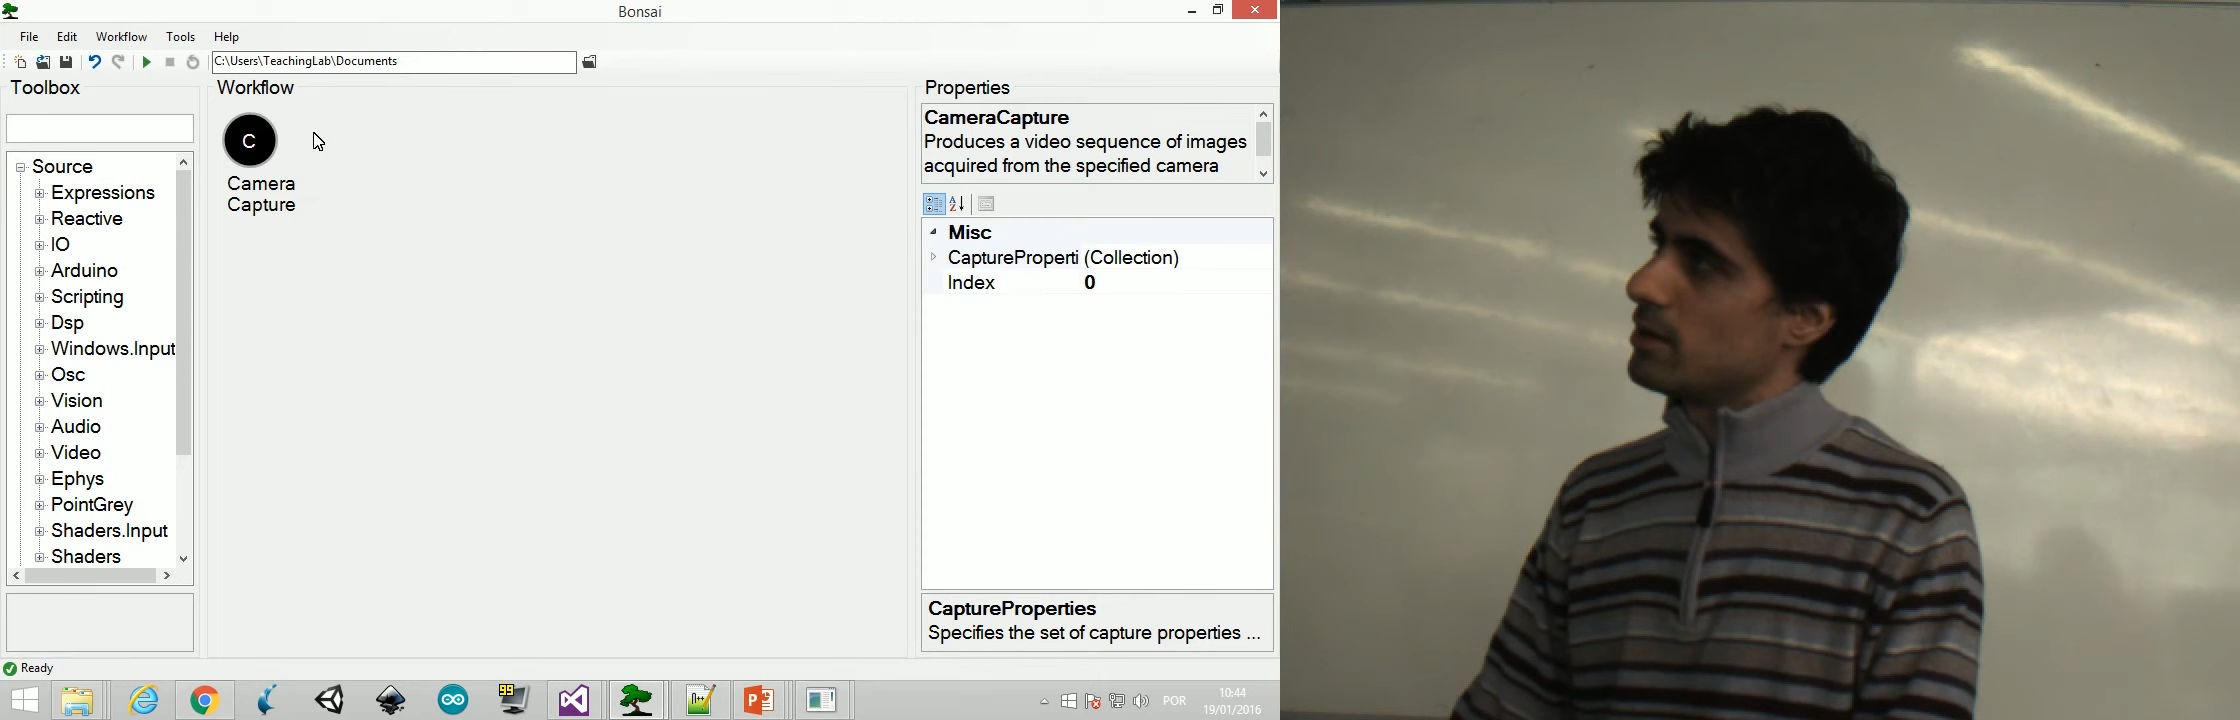 Bonsai
File Edit Workflow Tools Help
C:\Users\TeachingLab\Documents
Toolbox
Source
Expressions
Reactive
IO
Arduino
Scripting
Dsp
Windows.Input
Osc
Vision
Audio
Video
Ephys
PointGrey
Shaders.Input
Shaders
Workflow
C
Camera
Capture
Properties
CameraCapture
Produces a video sequence of images
acquired from the specified camera
Misc
CaptureProperti (Collection)
Index 0
CaptureProperties
Specifies the set of capture properties ...
Ready
99
POR
10:44
19/01/2016